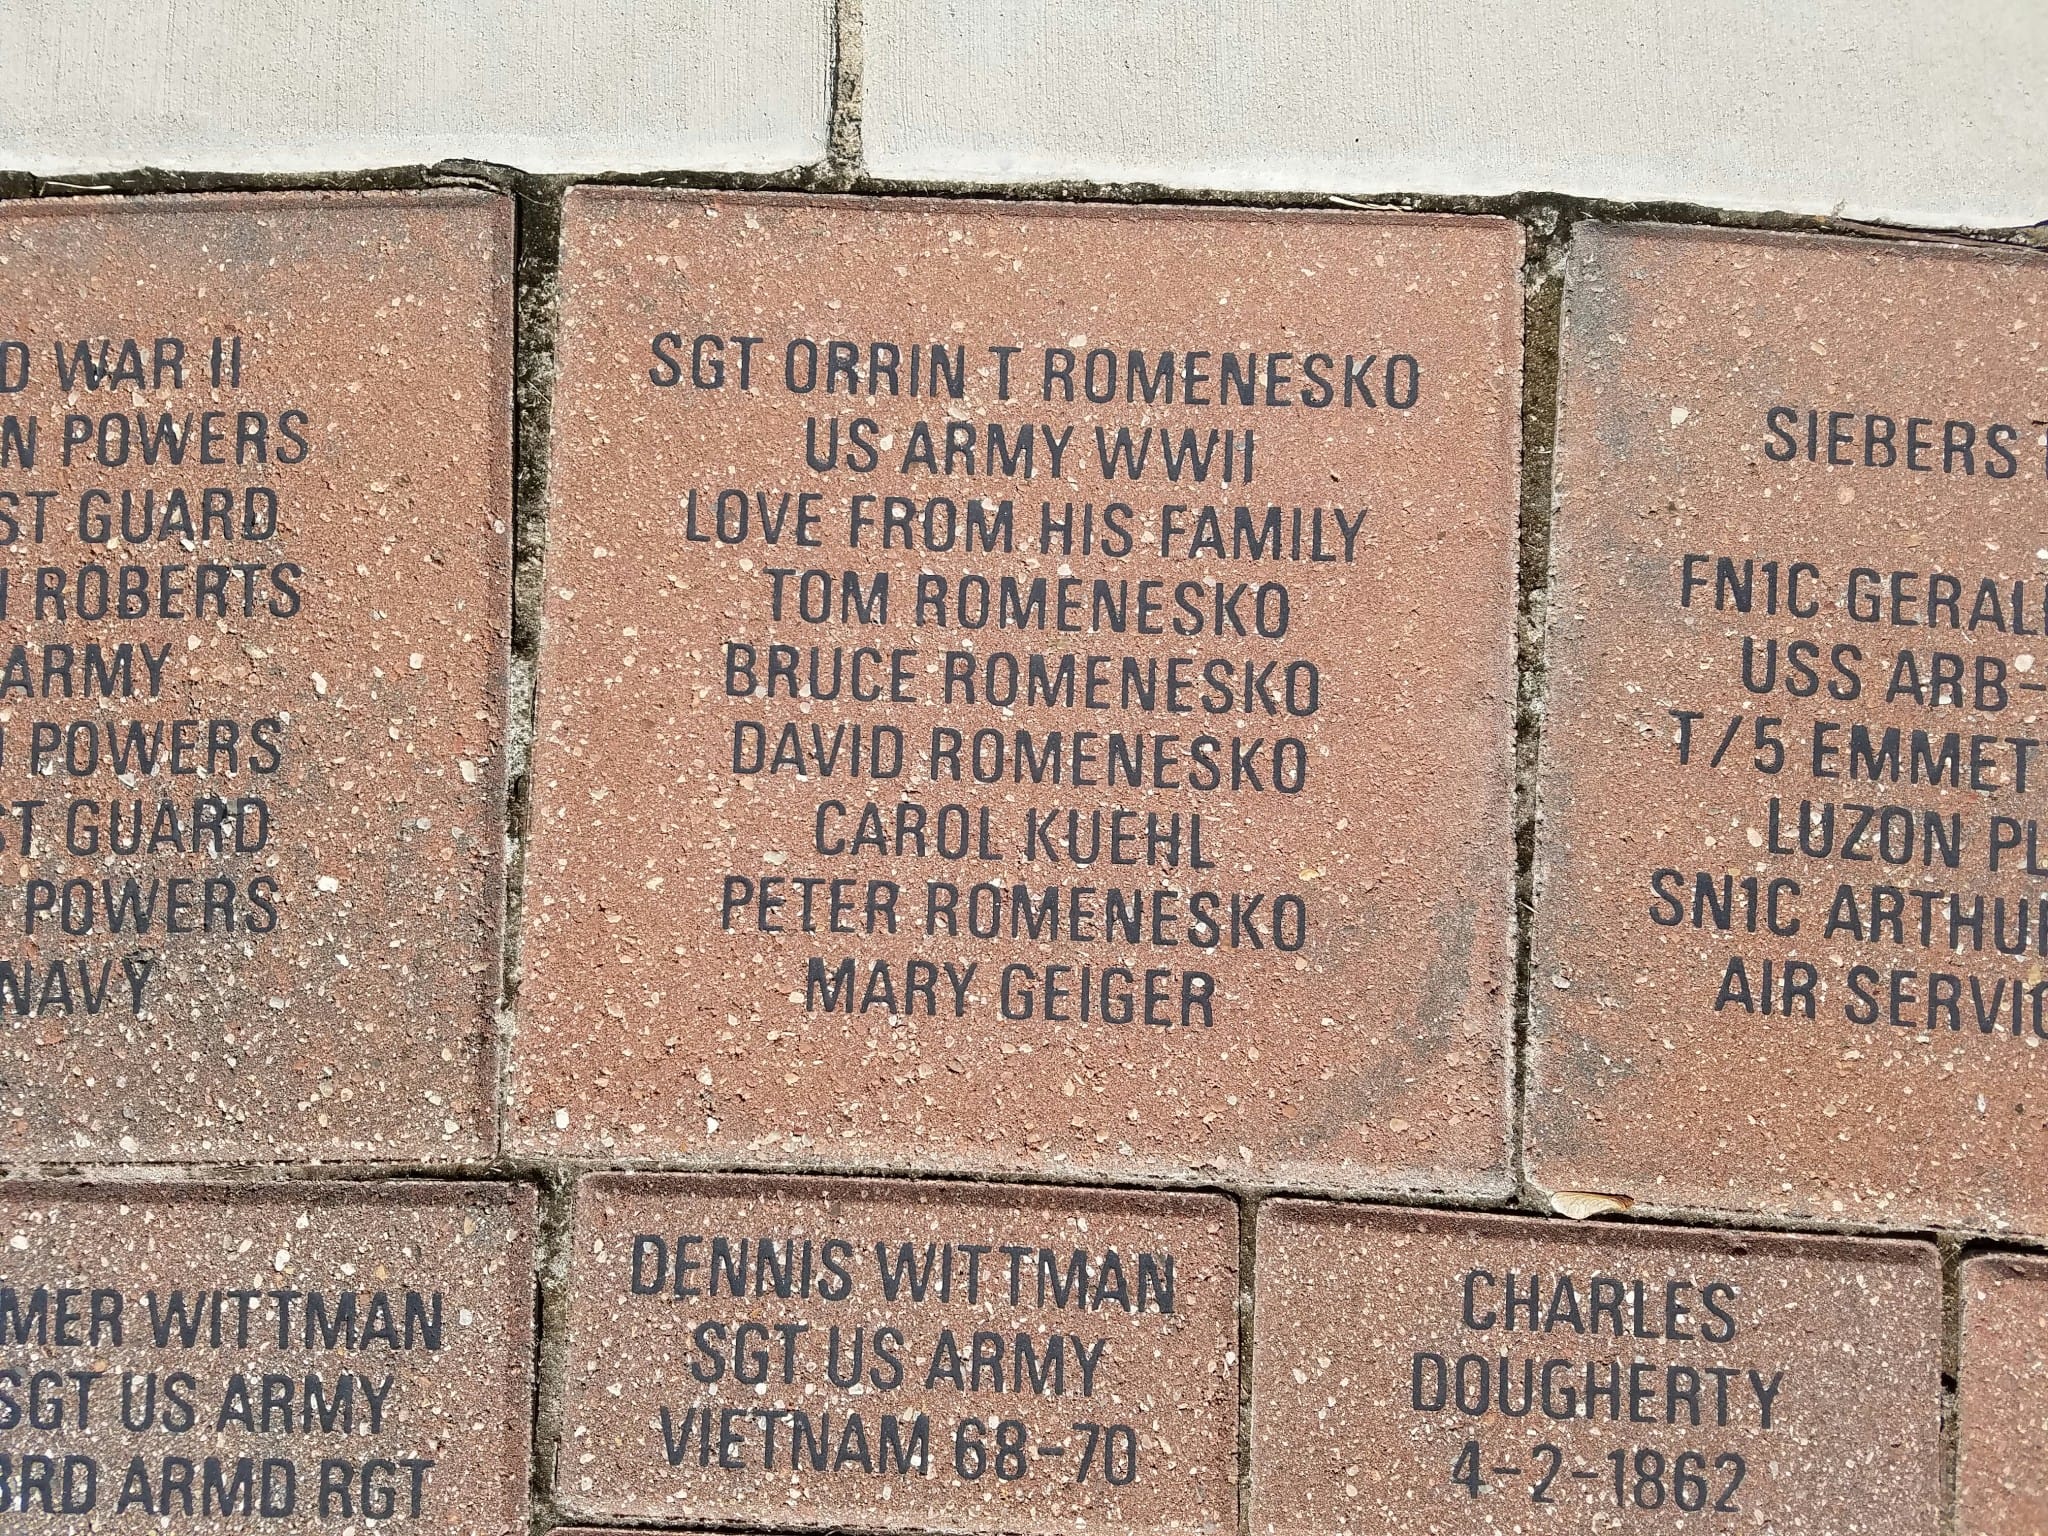 D WAR II
N POWERS
ST GUARD
ROBERTS
ARMY
POWERS
ST GUARD
POWERS
NAVY
SGT ORRIN T ROMENESKO
US ARMY WWII
LOVE FROM HIS FAMILY
TOM ROMENESKO
BRUCE ROMENESKO
DAVID ROMENESKO
CAROL KUEHL
PETER ROMENESKO
MARY GEIGER
SIEBERS
FN1C GERAL
USS ARB-
T/5 EMMET
LUZON PL
SN1C ARTHUR
AIR SERVIC
MER WITTMAN
SGT US ARMY
3RD ARMD RGT
DENNIS WITTMAN
SGT US ARMY
VIETNAM 68-70
CHARLES
DOUGHERTY
4-2-1862